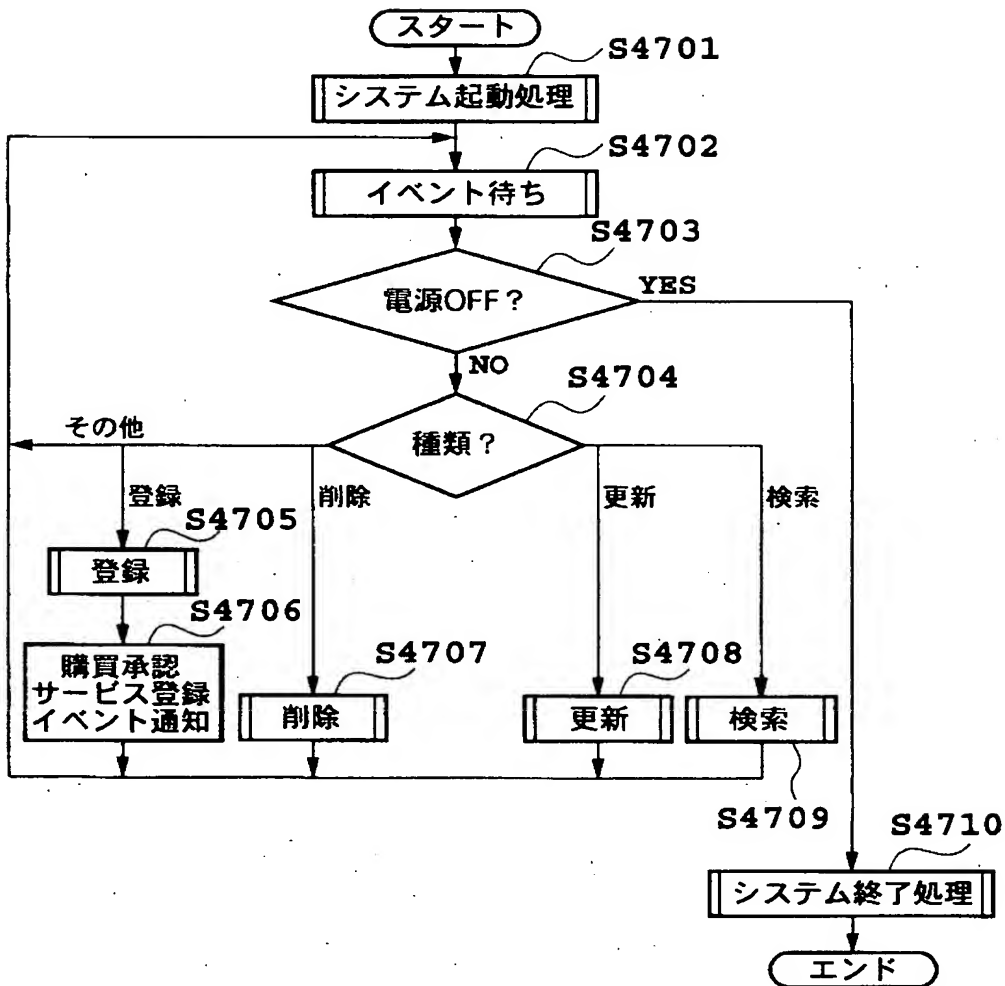 スタート
S4701
システム起動処理
S4702
イベント待ち
S4703
電源OFF?
YES
NO
S4704
種類?
その他
登録
削除
更新
検索
S4705
登録
S4706
購買承認
サービス登録
イベント通知
S4707
削除
S4708
更新
検索
S4709
S4710
システム終了処理
エンド